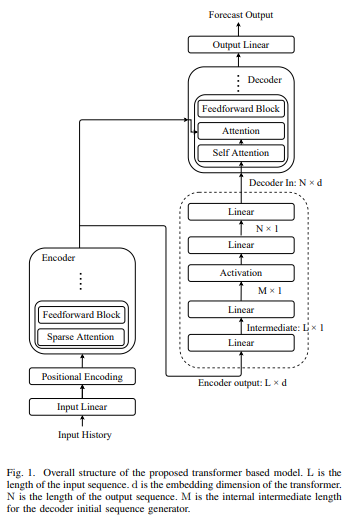 Forecast Output
Output Linear
Decoder
Feedforward Block
Attention
Self Attention
Decoder In: N × d
Linear
N × 1
Linear
Activation
M × 1
Linear
Intermediate: L × 1
Linear
Encoder output: L × d
Encoder
Feedforward Block
Sparse Attention
Positional Encoding
Input Linear
Input History
Fig. 1. Overall structure of the proposed transformer based model. L is the
length of the input sequence. d is the embedding dimension of the transformer.
N is the length of the output sequence. M is the internal intermediate length
for the decoder initial sequence generator.